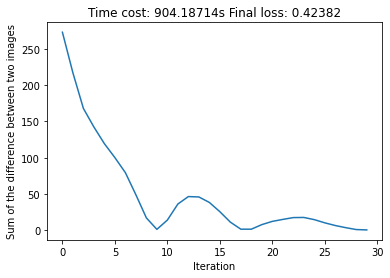 Time cost: 904.18714s Final loss: 0.42382
Sum of the difference between two images
250
200
150
100
50
0
0 5 10 15 20 25 30
Iteration